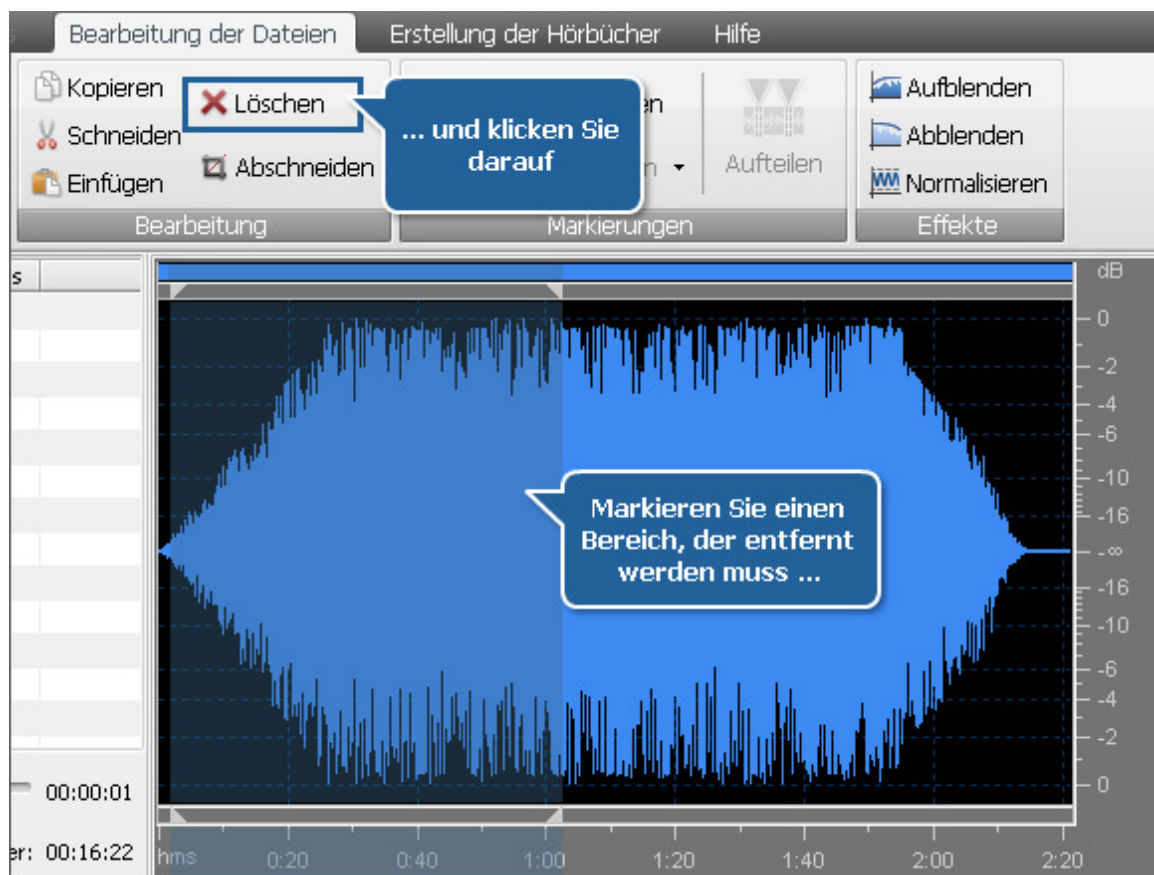 Bearbeitung der Dateien
Erstellung der Hörbücher
Hilfe
Kopieren
Schneiden
Einfügen
Löschen
Abschneiden
Bearbeitung
... und klicken Sie
darauf
Aufteilen
Markierungen
Aufblenden
Abblenden
Normalisieren
Effekte
s
dB
0
-2
-4
-6
-10
-16
-∞
-16
-10
-6
-4
-2
0
Markieren Sie einen
Bereich, der entfernt
werden muss ...
00:00:01
er: 00:16:22
hms 0:20 0:40 1:00 1:20 1:40 2:00 2:20